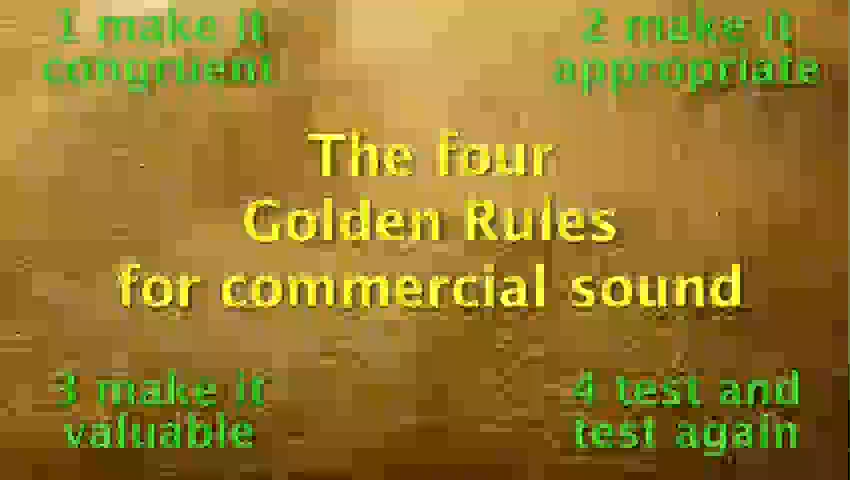 1 make it
congruent
2 make it
appropriate
The four
Golden Rules
for commercial sound
3 make it
valuable
4 test and
test again